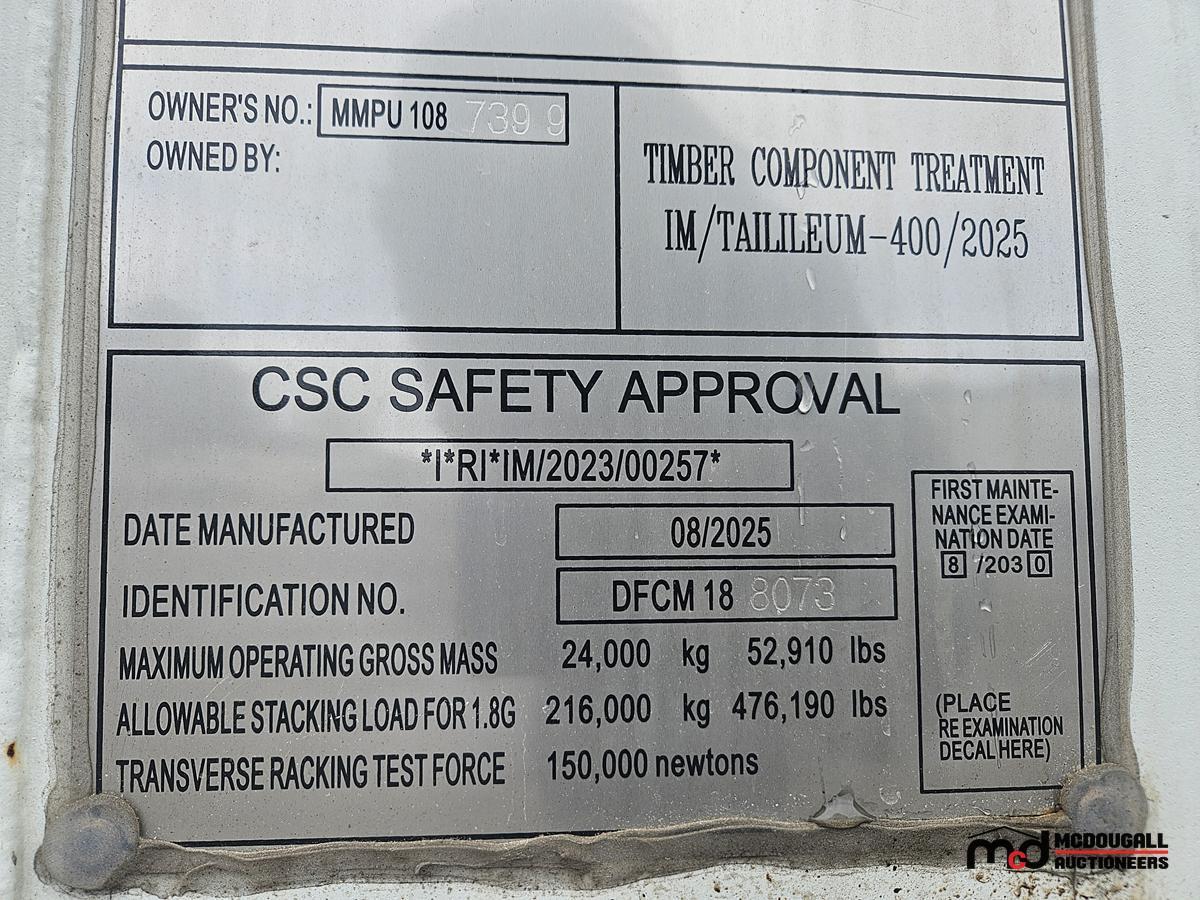 OWNER'S NO.: MMPU 108 739 9
OWNED BY:
TIMBER COMPONENT TREATMENT
IM/TAILILEUM-400/2025
CSC SAFETY APPROVAL
*I*RI*IM/2023/00257*
DATE MANUFACTURED 08/2025
IDENTIFICATION NO. DFCM 18 8073
MAXIMUM OPERATING GROSS MASS 24,000 kg 52,910 lbs
ALLOWABLE STACKING LOAD FOR 1.8G 216,000 kg 476,190 lbs
TRANSVERSE RACKING TEST FORCE 150,000 newtons
FIRST MAINTE-
NANCE EXAMI-
NATION DATE
8 /203 0
(PLACE
RE EXAMINATION
DECAL HERE)
mcd MCDOUGALL
AUCTIONEERS